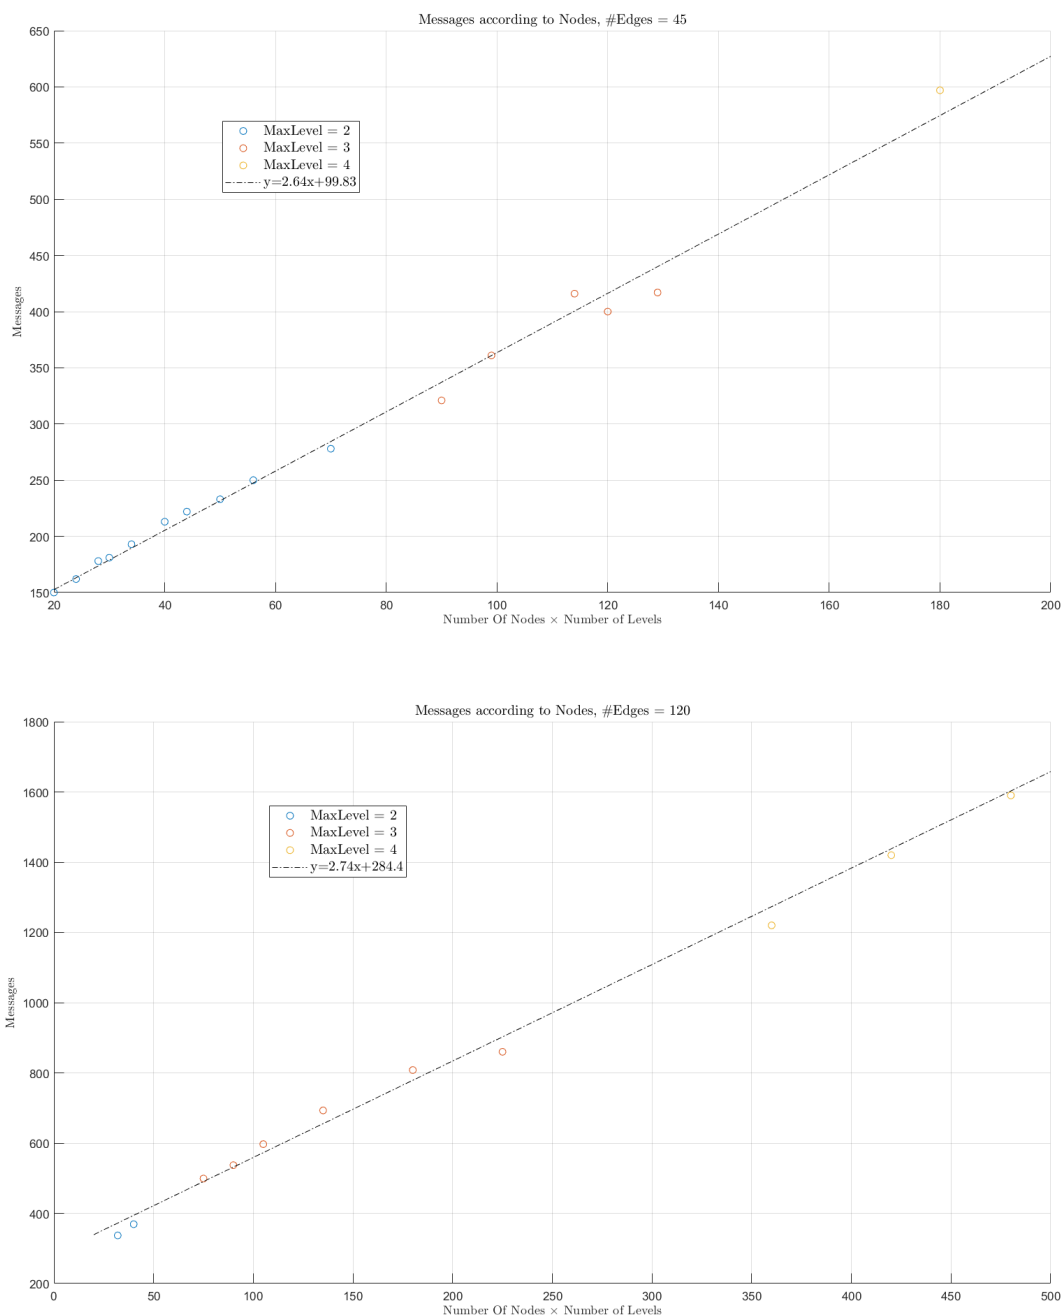 Messages according to Nodes, #Edges = 45
650
600
550
500
450
400
350
300
250
200
150
Messages
MaxLevel = 2
MaxLevel = 3
MaxLevel = 4
y=2.64x+99.83
20 40 60 80 100 120 140 160 180 200
Number Of Nodes × Number of Levels
Messages according to Nodes, #Edges = 120
1800
1600
1400
1200
1000
800
600
400
200
Messages
MaxLevel = 2
MaxLevel = 3
MaxLevel = 4
y=2.74x+284.4
0 50 100 150 200 250 300 350 400 450 500
Number Of Nodes × Number of Levels